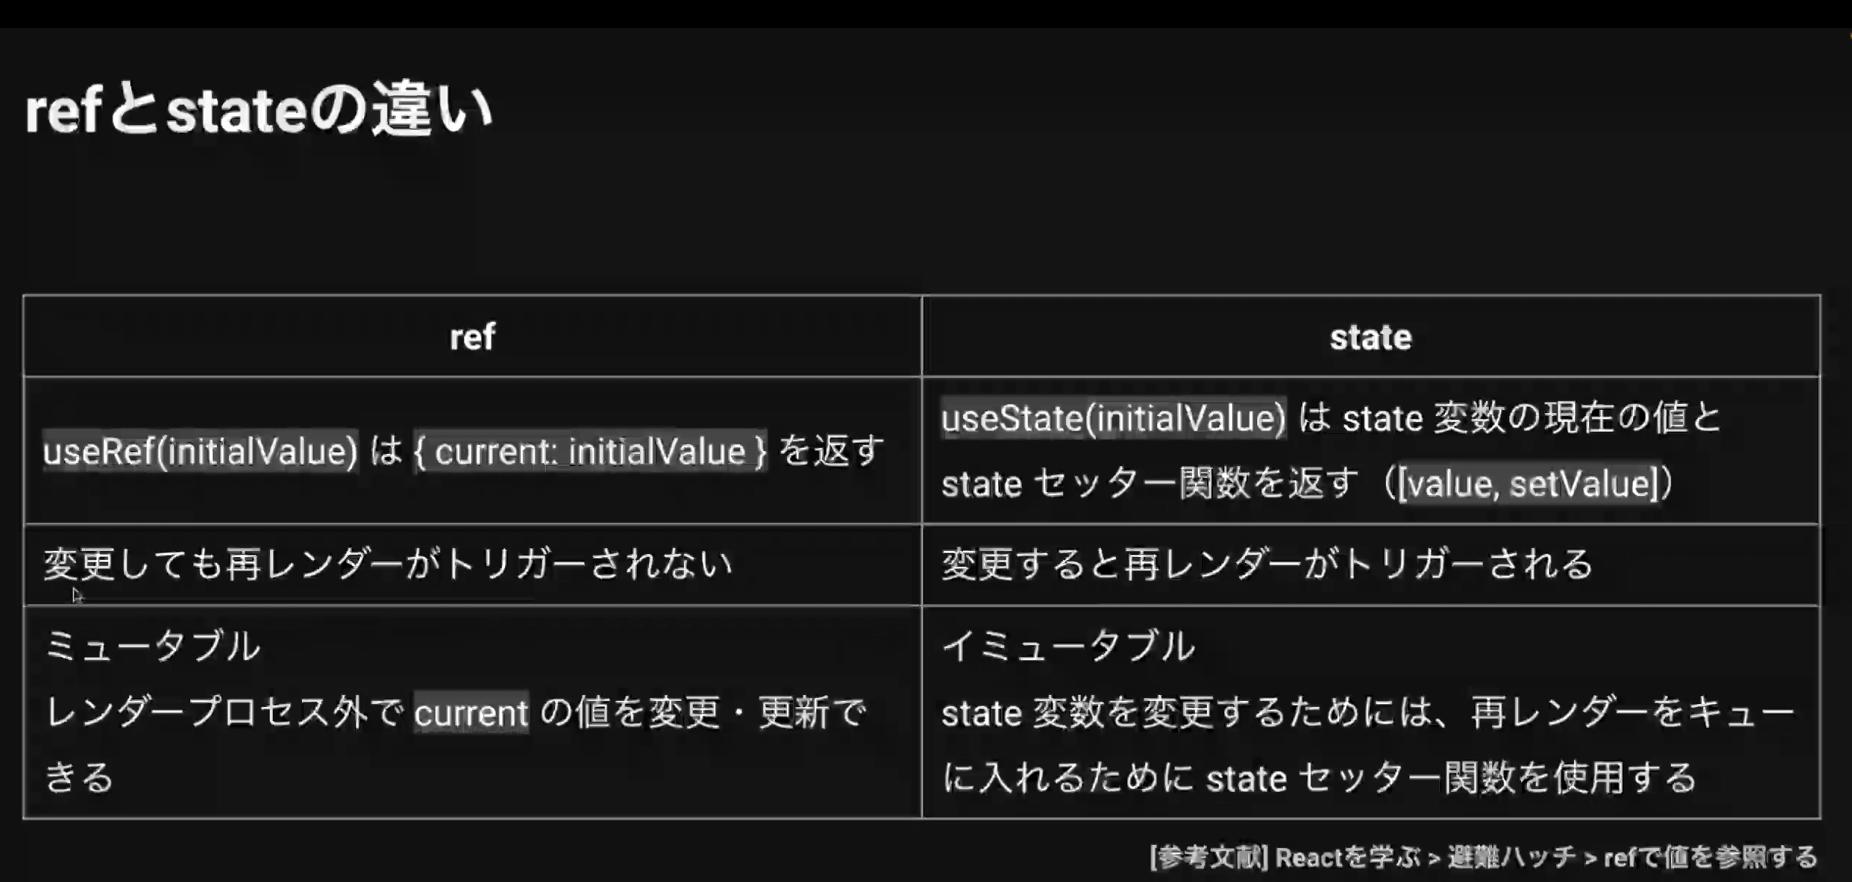 refとstateの違い
ref
state
useRef(initialValue) は { current: initialValue } を返す
useState(initialValue) は state 変数の現在の値と
state セッター関数を返す（[value, setValue]）
変更しても再レンダーがトリガーされない
変更すると再レンダーがトリガーされる
ミュータブル
レンダープロセス外で current の値を変更・更新で
きる
イミュータブル
state 変数を変更するためには、再レンダーをキュー
に入れるために state セッター関数を使用する
[参考文献] Reactを学ぶ > 避難ハッチ > refで値を参照する